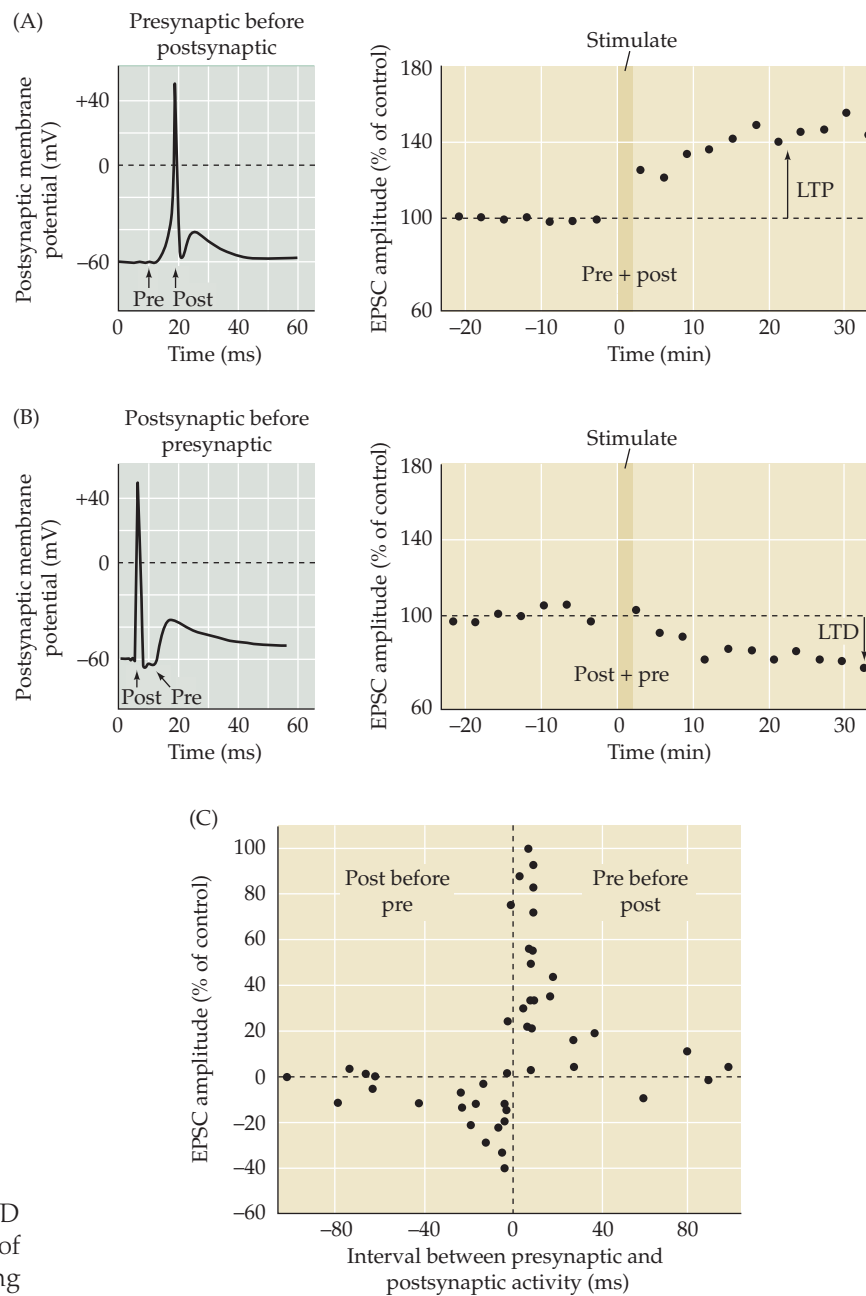 (A)
Presynaptic before
postsynaptic
Postsynaptic membrane
potential (mV)
+40
0
–60
Pre
Post
0
20
40
60
Time (ms)
Stimulate
EPSC amplitude (% of control)
180
140
100
60
LTP
Pre + post
–20
–10
0
10
20
30
Time (min)
(B)
Postsynaptic before
presynaptic
Postsynaptic membrane
potential (mV)
+40
0
–60
Post
Pre
0
20
40
60
Time (ms)
Stimulate
EPSC amplitude (% of control)
180
140
100
60
LTD
Post + pre
–20
–10
0
10
20
30
Time (min)
(C)
EPSC amplitude (% of control)
100
80
60
40
20
0
–20
–40
–60
Post before
pre
Pre before
post
–80
–40
0
40
80
Interval between presynaptic and
postsynaptic activity (ms)
D
of
ng